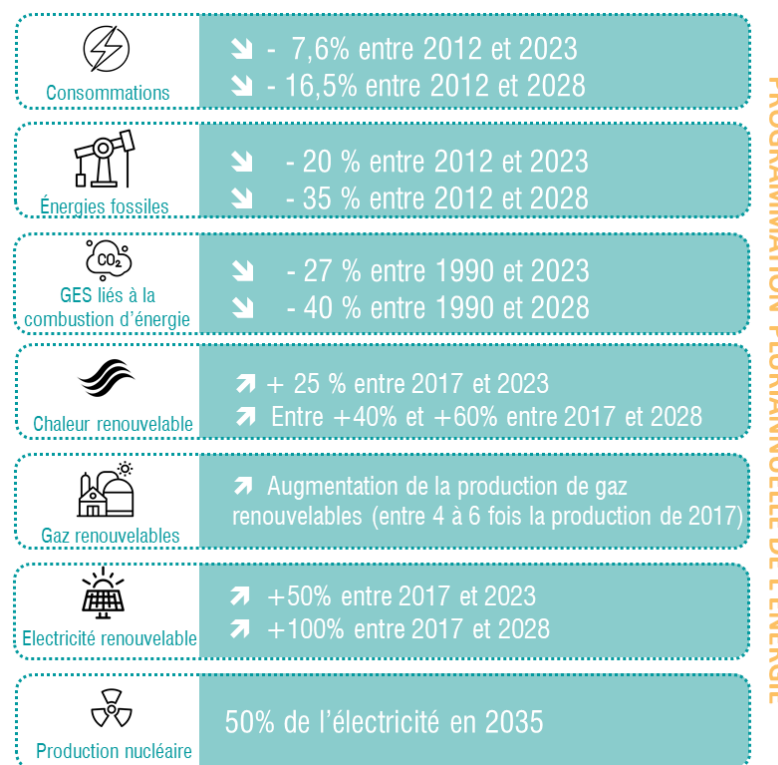 Consommations
- 7,6% entre 2012 et 2023
- 16,5% entre 2012 et 2028
Énergies fossiles
- 20 % entre 2012 et 2023
- 35 % entre 2012 et 2028
CO₂
GES liés à la
combustion d'énergie
- 27 % entre 1990 et 2023
- 40 % entre 1990 et 2028
Chaleur renouvelable
+ 25 % entre 2017 et 2023
Entre +40% et +60% entre 2017 et 2028
Gaz renouvelables
Augmentation de la production de gaz
renouvelables (entre 4 à 6 fois la production de 2017)
Electricité renouvelable
+50% entre 2017 et 2023
+100% entre 2017 et 2028
Production nucléaire
50% de l'électricité en 2035
PROGRAMMATION PLURIANNUELLE DE L'ÉNERGIE